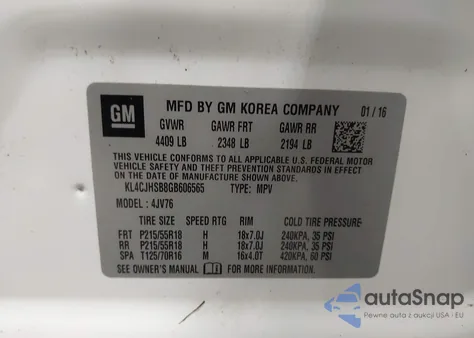 GM
MFD BY GM KOREA COMPANY 01 / 16
GVWR GAWR FRT GAWR RR
4409 LB 2348 LB 2194 LB
THIS VEHICLE CONFORMS TO ALL APPLICABLE U.S. FEDERAL MOTOR
VEHICLE SAFETY AND THEFT PREVENTION STANDARDS IN
EFFECT ON THE DATE OF MANUFACTURE SHOWN ABOVE.
KL4CJHSB8GB606565 TYPE: MPV
MODEL : 4JV76
TIRE SIZE SPEED RTG RIM COLD TIRE PRESSURE
FRT P215/55R18 H 18x7.0J 240KPA, 35 PSI
RR P215/55R18 H 18x7.0J 240KPA, 35 PSI
SPA T125/70R16 M 16x4.0T 420KPA, 60 PSI
SEE OWNER'S MANUAL FOR MORE INFORMATION
autoSnap
Pewne auto z aukcji USA i EU